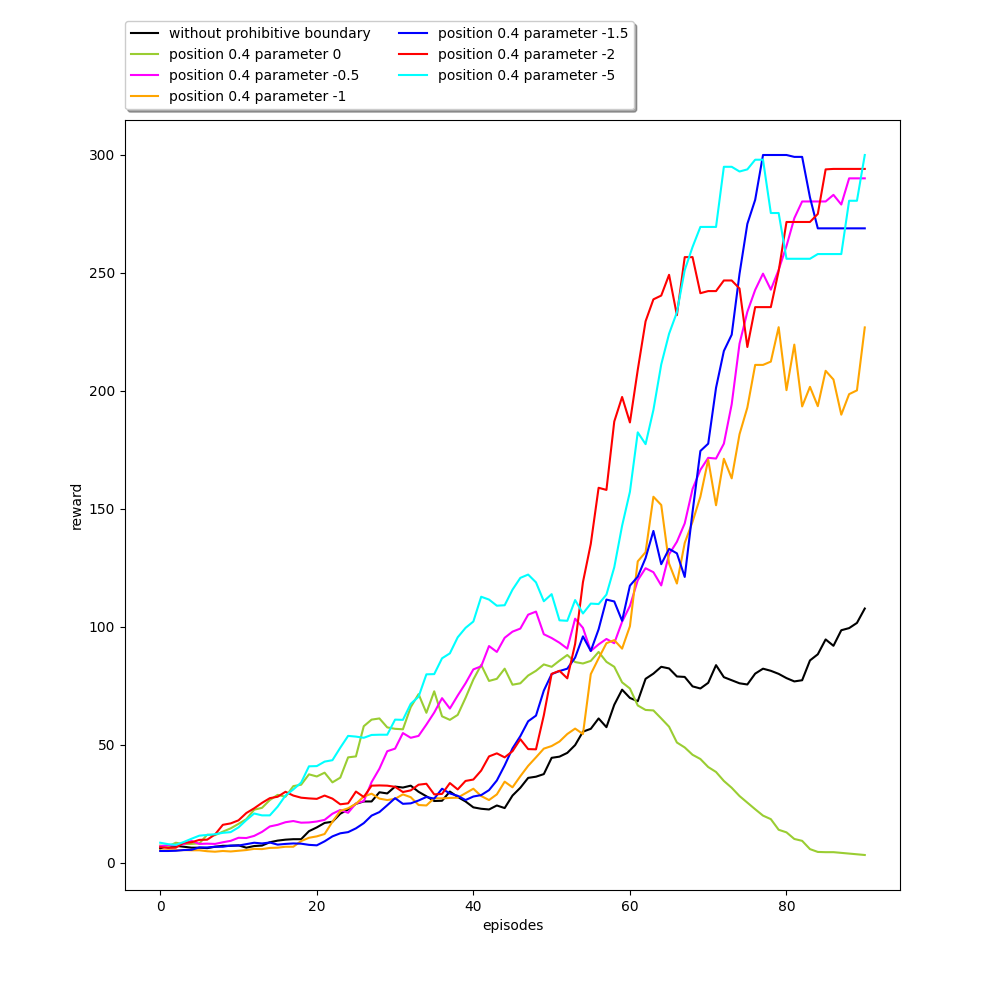 without prohibitive boundary
position 0.4 parameter 0
position 0.4 parameter -0.5
position 0.4 parameter -1
position 0.4 parameter -1.5
position 0.4 parameter -2
position 0.4 parameter -5
300
250
200
150
100
50
0
reward
0 20 40 60 80
episodes